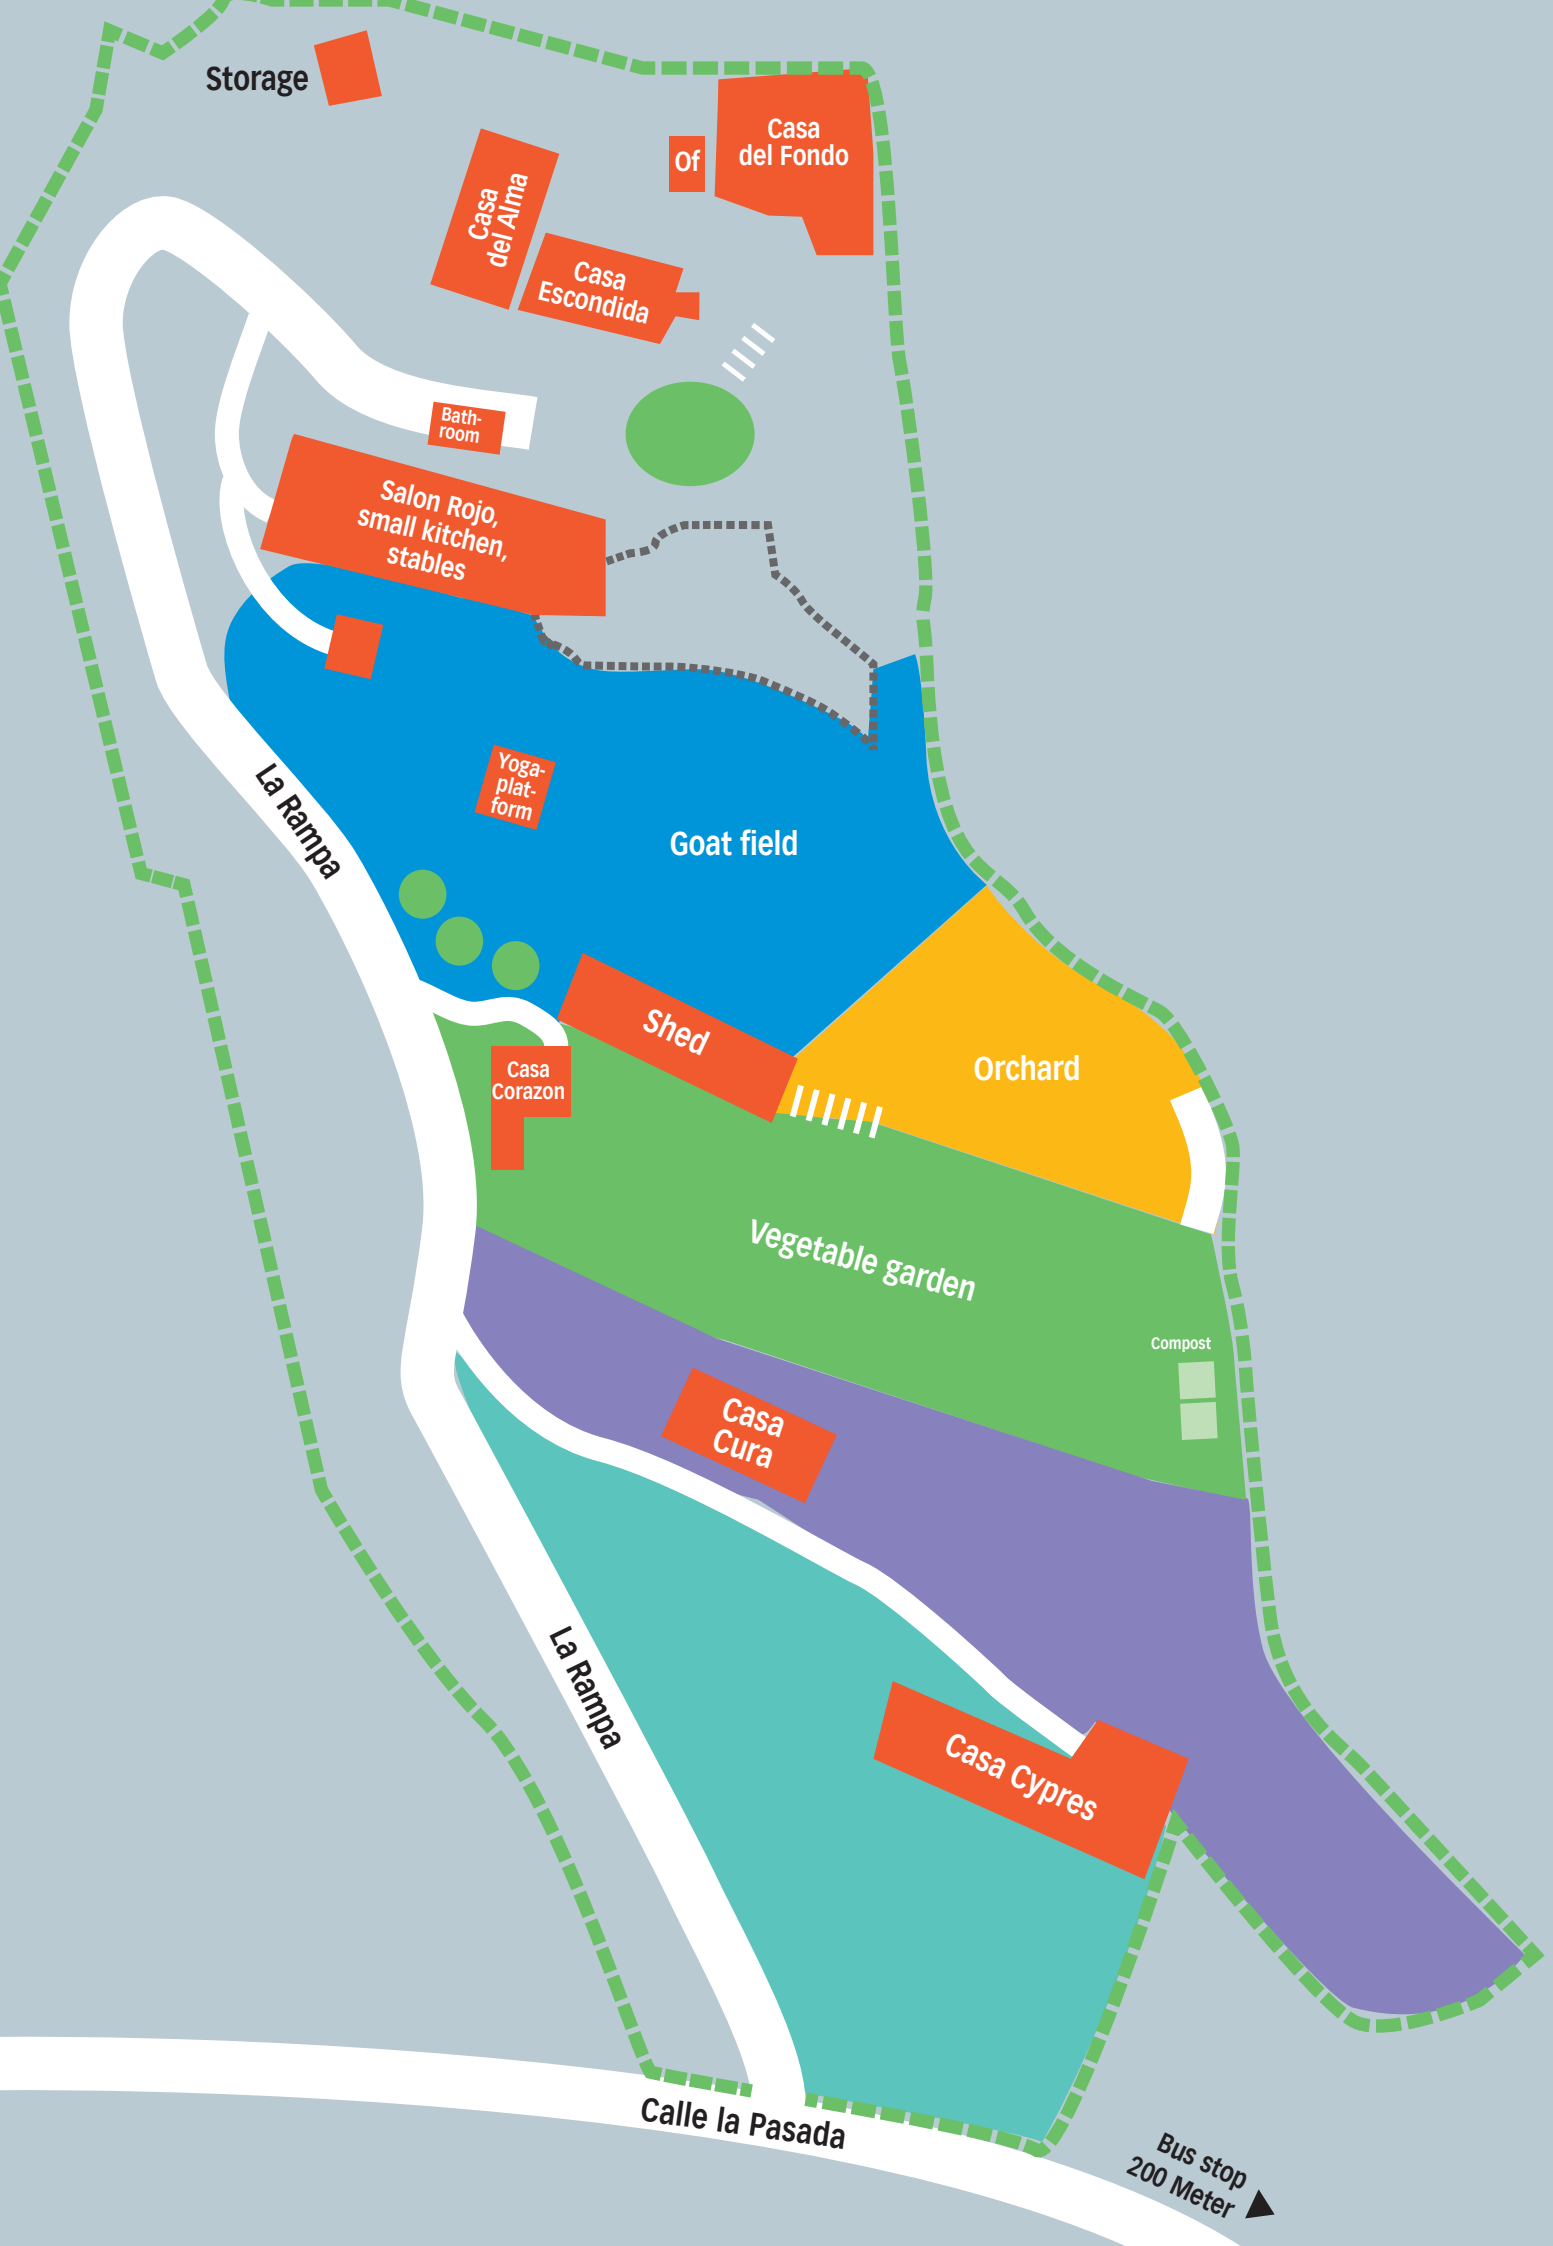 Storage
Casa
del Fondo
Of
Casa
del Alma
Casa
Escondida
Bath-
room
Salon Rojo,
small kitchen,
stables
Yoga-
plat-
form
La Rampa
Goat field
Shed
Orchard
Casa
Corazon
Vegetable garden
Compost
Casa
Cura
La Rampa
Casa Cypres
Calle la Pasada
Bus stop
200 Meter